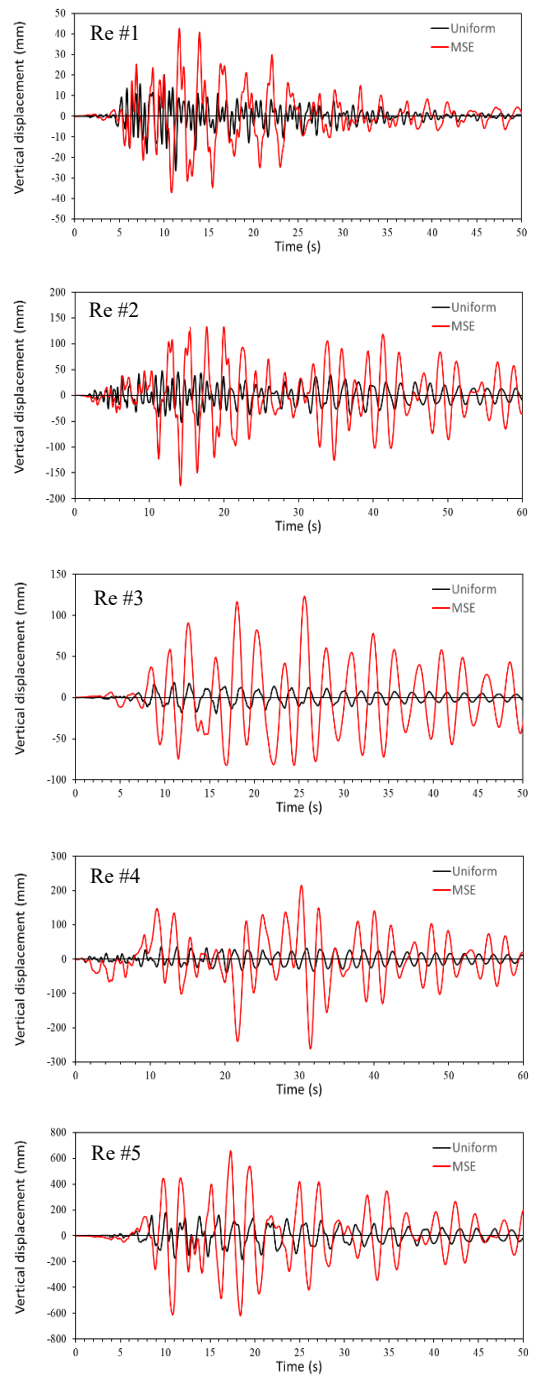 Re #1
Uniform
MSE
Vertical displacement (mm)
50
40
30
20
10
0
-10
-20
-30
-40
-50
0 5 10 15 20 25 30 35 40 45 50
Time (s)
Re #2
Uniform
MSE
Vertical displacement (mm)
200
150
100
50
0
-50
-100
-150
-200
0 10 20 30 40 50 60
Time (s)
Re #3
Uniform
MSE
Vertical displacement (mm)
150
100
50
0
-50
-100
0 5 10 15 20 25 30 35 40 45 50
Time (s)
Re #4
Uniform
MSE
Vertical displacement (mm)
300
200
100
0
-100
-200
-300
0 10 20 30 40 50 60
Time (s)
Re #5
Uniform
MSE
Vertical displacement (mm)
800
600
400
200
0
-200
-400
-600
-800
0 5 10 15 20 25 30 35 40 45 50
Time (s)